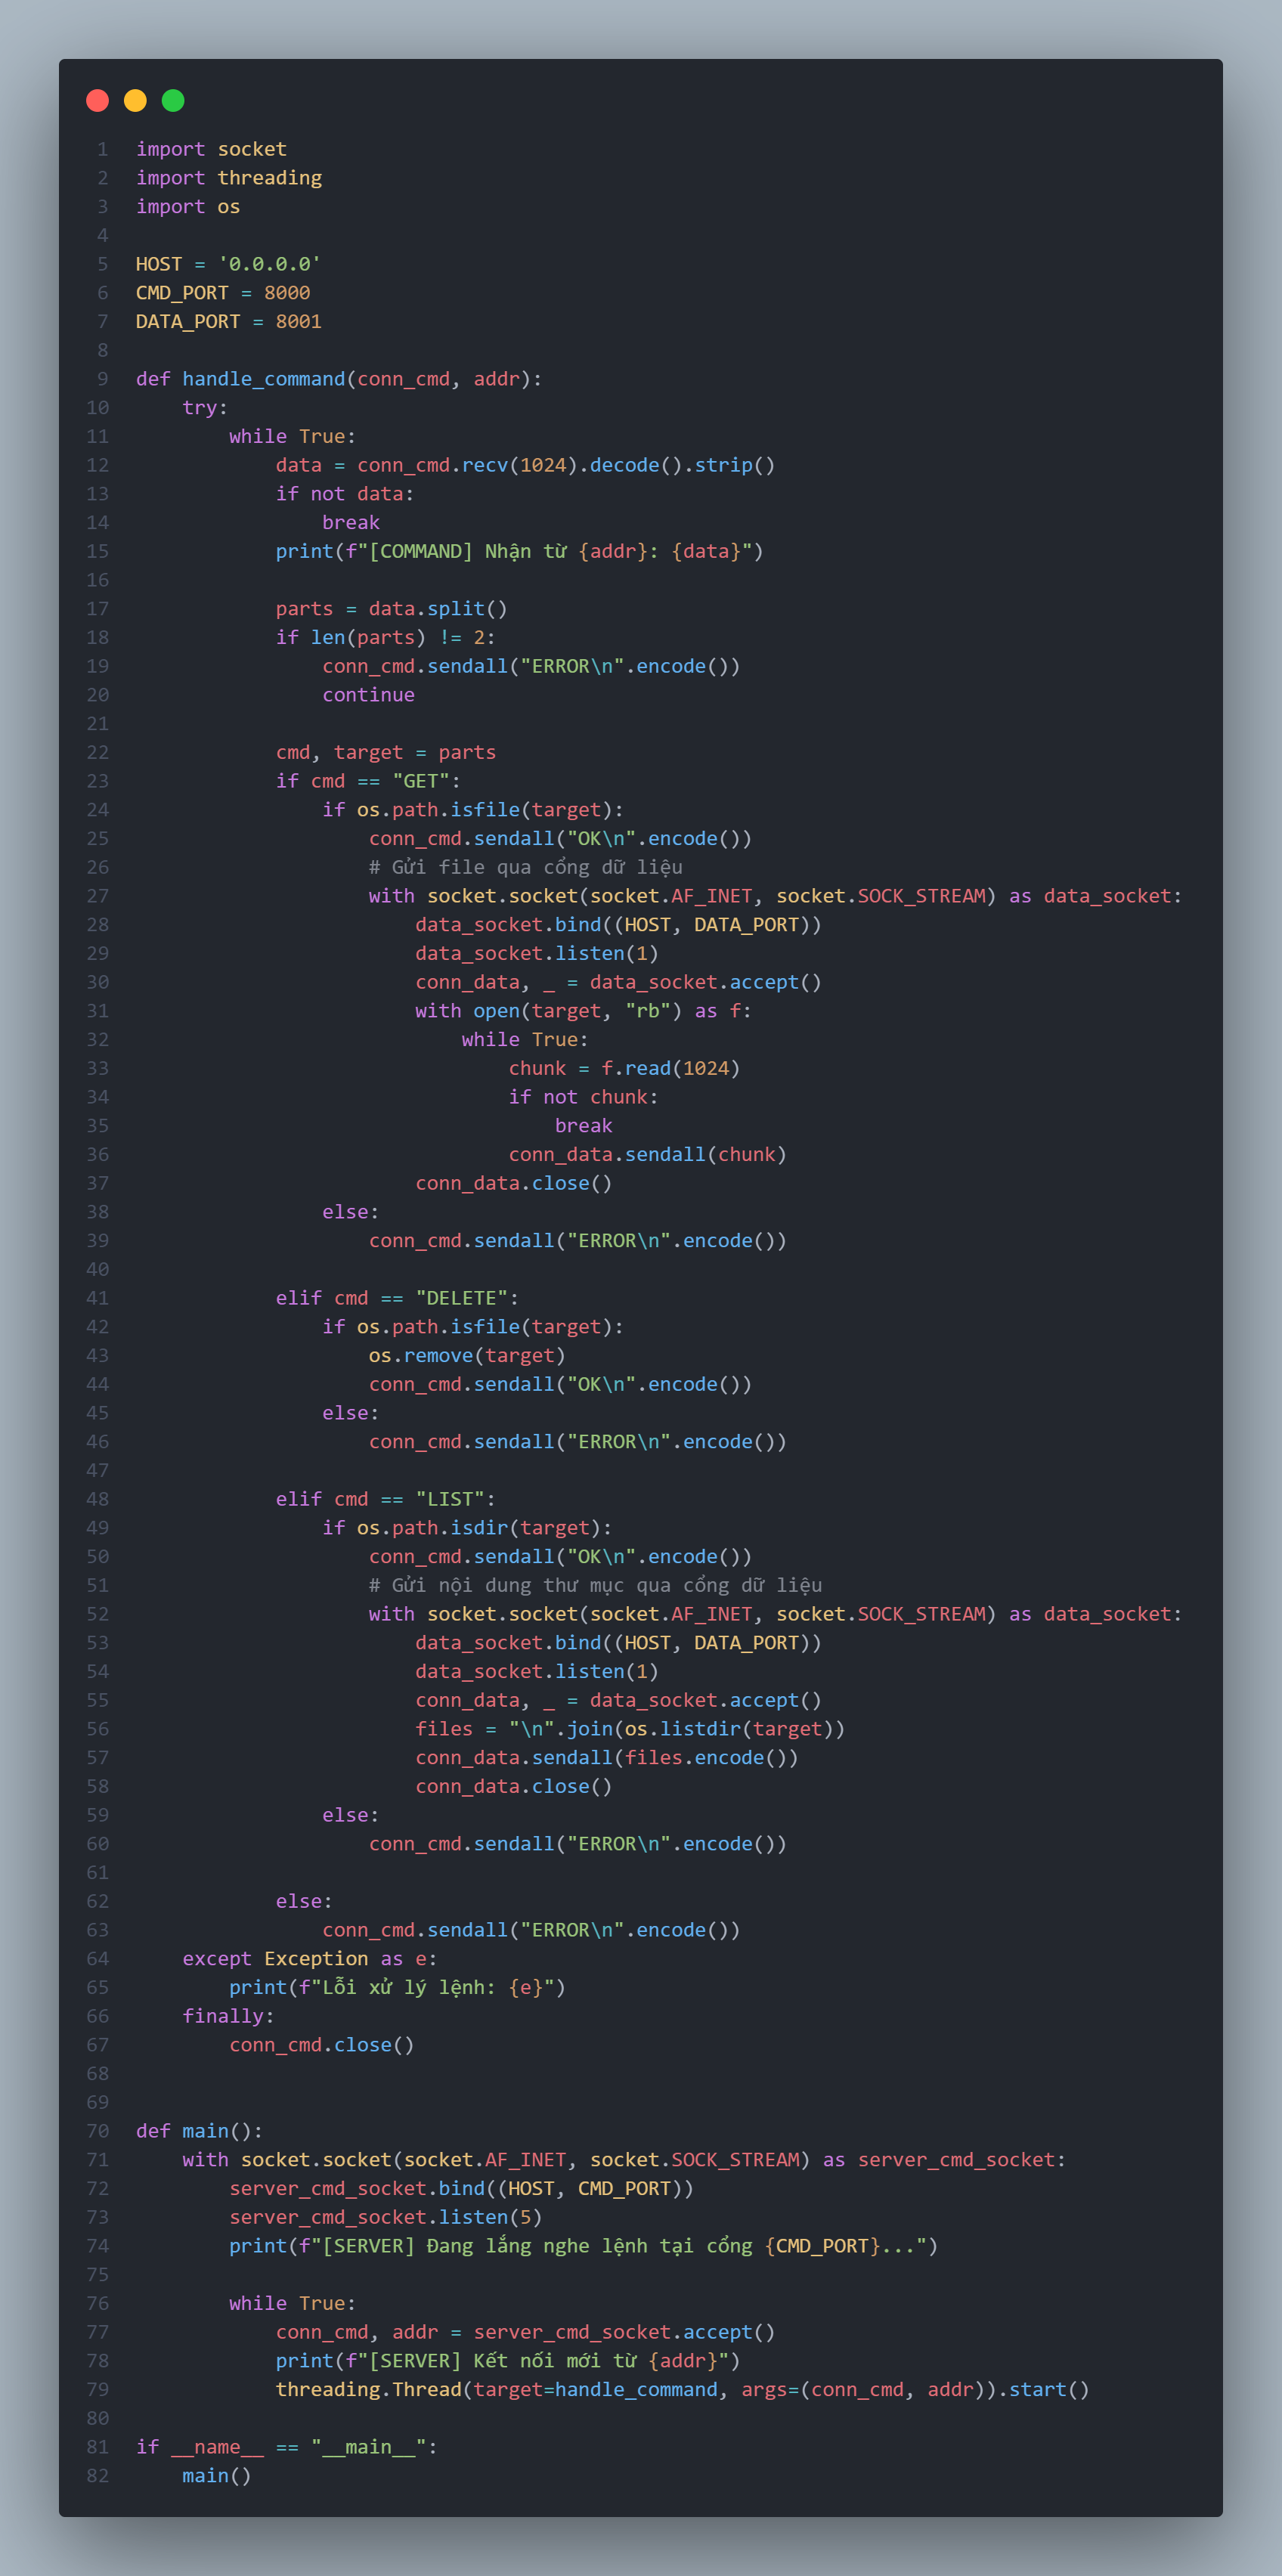 1 import socket
2 import threading
3 import os
4
5 HOST = '0.0.0.0'
6 CMD_PORT = 8000
7 DATA_PORT = 8001
8
9 def handle_command(conn_cmd, addr):
10     try:
11         while True:
12             data = conn_cmd.recv(1024).decode().strip()
13             if not data:
14                 break
15             print(f"[COMMAND] Nhận từ {addr}: {data}")
16
17             parts = data.split()
18             if len(parts) != 2:
19                 conn_cmd.sendall("ERROR\n".encode())
20                 continue
21
22             cmd, target = parts
23             if cmd == "GET":
24                 if os.path.isfile(target):
25                     conn_cmd.sendall("OK\n".encode())
26                     # Gửi file qua cổng dữ liệu
27                     with socket.socket(socket.AF_INET, socket.SOCK_STREAM) as data_socket:
28                         data_socket.bind((HOST, DATA_PORT))
29                         data_socket.listen(1)
30                         conn_data, _ = data_socket.accept()
31                         with open(target, "rb") as f:
32                             while True:
33                                 chunk = f.read(1024)
34                                 if not chunk:
35                                     break
36                                 conn_data.sendall(chunk)
37                         conn_data.close()
38                 else:
39                     conn_cmd.sendall("ERROR\n".encode())
40
41             elif cmd == "DELETE":
42                 if os.path.isfile(target):
43                     os.remove(target)
44                     conn_cmd.sendall("OK\n".encode())
45                 else:
46                     conn_cmd.sendall("ERROR\n".encode())
47
48             elif cmd == "LIST":
49                 if os.path.isdir(target):
50                     conn_cmd.sendall("OK\n".encode())
51                     # Gửi nội dung thư mục qua cổng dữ liệu
52                     with socket.socket(socket.AF_INET, socket.SOCK_STREAM) as data_socket:
53                         data_socket.bind((HOST, DATA_PORT))
54                         data_socket.listen(1)
55                         conn_data, _ = data_socket.accept()
56                         files = "\n".join(os.listdir(target))
57                         conn_data.sendall(files.encode())
58                         conn_data.close()
59                 else:
60                     conn_cmd.sendall("ERROR\n".encode())
61
62             else:
63                 conn_cmd.sendall("ERROR\n".encode())
64     except Exception as e:
65         print(f"Lỗi xử lý lệnh: {e}")
66     finally:
67         conn_cmd.close()
68
69
70 def main():
71     with socket.socket(socket.AF_INET, socket.SOCK_STREAM) as server_cmd_socket:
72         server_cmd_socket.bind((HOST, CMD_PORT))
73         server_cmd_socket.listen(5)
74         print(f"[SERVER] Đang lắng nghe lệnh tại cổng {CMD_PORT}...")
75
76         while True:
77             conn_cmd, addr = server_cmd_socket.accept()
78             print(f"[SERVER] Kết nối mới từ {addr}")
79             threading.Thread(target=handle_command, args=(conn_cmd, addr)).start()
80
81 if __name__ == "__main__":
82     main()